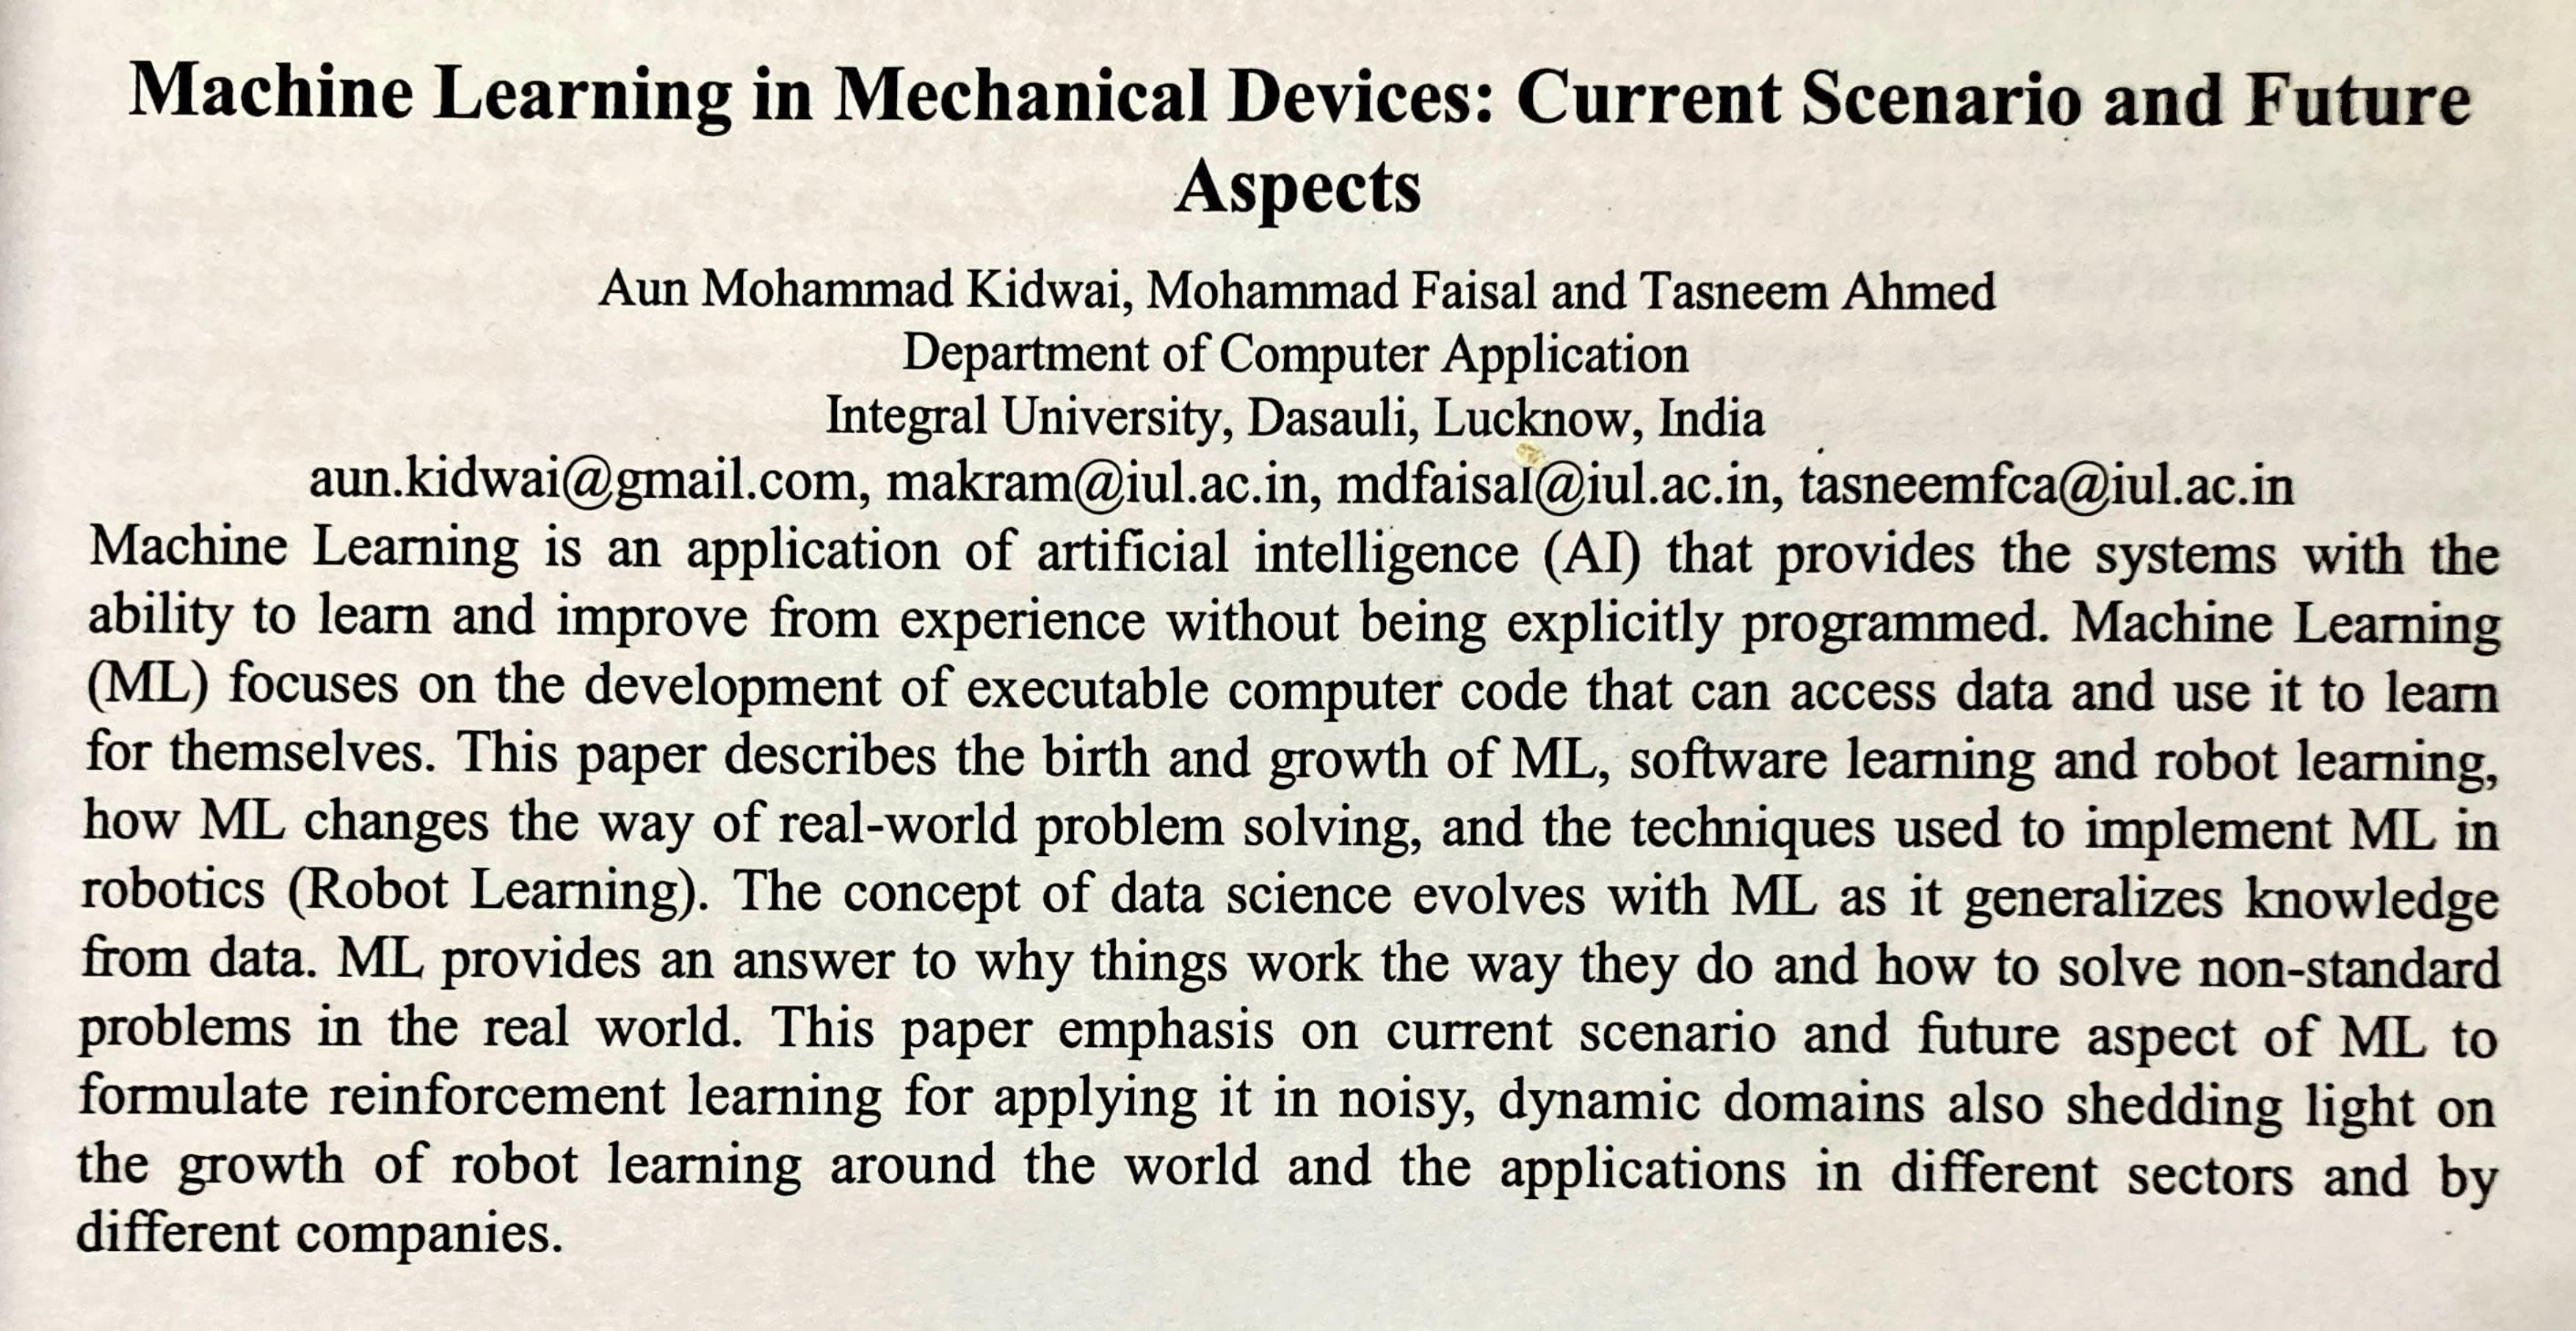 Machine Learning in Mechanical Devices: Current Scenario and Future
Aspects
Aun Mohammad Kidwai, Mohammad Faisal and Tasneem Ahmed
Department of Computer Application
Integral University, Dasauli, Lucknow, India
aun.kidwai@gmail.com, makram@iul.ac.in, mdfaisal@iul.ac.in, tasneemfca@iul.ac.in
Machine Learning is an application of artificial intelligence (AI) that provides the systems with the
ability to learn and improve from experience without being explicitly programmed. Machine Learning
(ML) focuses on the development of executable computer code that can access data and use it to learn
for themselves. This paper describes the birth and growth of ML, software learning and robot learning,
how ML changes the way of real-world problem solving, and the techniques used to implement ML in
robotics (Robot Learning). The concept of data science evolves with ML as it generalizes knowledge
from data. ML provides an answer to why things work the way they do and how to solve non-standard
problems in the real world. This paper emphasis on current scenario and future aspect of ML to
formulate reinforcement learning for applying it in noisy, dynamic domains also shedding light on
the growth of robot learning around the world and the applications in different sectors and by
different companies.